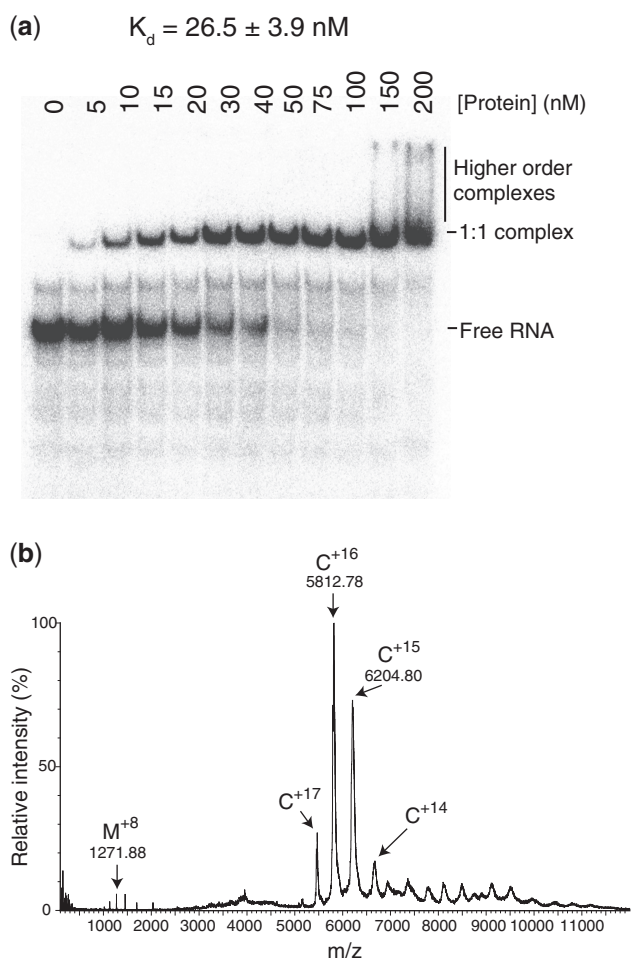 (a)
K_d = 26.5 ± 3.9 nM
0 5 10 15 20 30 40 50 75 100 150 200 [Protein] (nM)
Higher order
complexes
1:1 complex
Free RNA
(b)
C+16
5812.78
C+15
6204.80
C+17
C+14
M+8
1271.88
Relative intensity (%)
100
50
0
1000 2000 3000 4000 5000 6000 7000 8000 9000 10000 11000
m/z